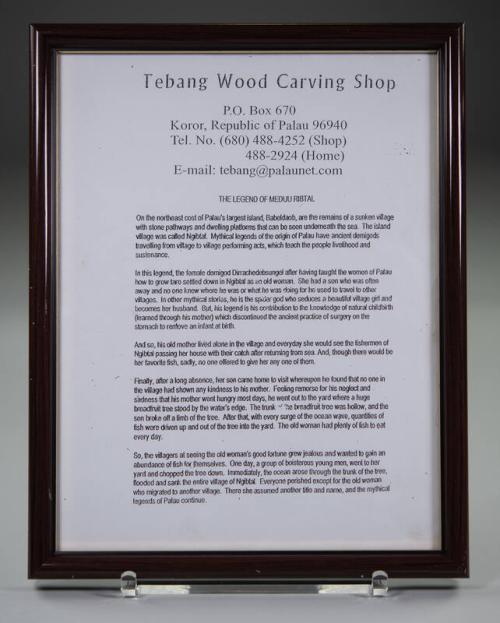 Tebang Wood Carving Shop
P.O. Box 670
Koror, Republic of Palau 96940
Tel. No. (680) 488-4252 (Shop)
488-2924 (Home)
E-mail: tebang@palaunet.com
THE LEGEND OF MEDUU RIBTAL
On the northeast cost of Palau's largest island, Babeldaob, are the remains of a sunken village
with stone pathways and dwelling platforms that can be seen underneath the sea. The island
village was called Ngibtal. Mythical legends of the origin of Palau have ancient demigods
travelling from village to village performing acts, which teach the people livelihood and
sustenance.
In this legend, the female demigod Dirrachedebsungel after having taught the women of Palau
how to grow taro settled down in Ngibtal as an old woman. She had a son who was often
away and no one knew where he was or what he was doing for he used to travel to other
villages. In other mythical stories, he is the spider god who seduces a beautiful village girl and
becomes her husband. But, his legend is his contribution to the knowledge of natural childbirth
(learned through his mother) which discontinued the ancient practice of surgery on the
stomach to remove an infant at birth.
And so, his old mother lived alone in the village and everyday she would see the fishermen of
Ngibtal passing her house with their catch after returning from sea. And, though there would be
her favorite fish, sadly, no one offered to give her any one of them.
Finally, after a long absence, her son came home to visit whereupon he found that no one in
the village had shown any kindness to his mother. Feeling remorse for his neglect and
sadness that his mother went hungry most days, he went out to the yard where a huge
breadfruit tree stood by the water's edge. The trunk the breadfruit tree was hollow, and the
son broke off a limb of the tree. After that, with every surge of the ocean wave, quantities of
fish were driven up and out of the tree into the yard. The old woman had plenty of fish to eat
every day.
So, the villagers at seeing the old woman's good fortune grew jealous and wanted to gain an
abundance of fish for themselves. One day, a group of boisterous young men, went to her
yard and chopped the tree down. Immediately, the ocean arose through the trunk of the tree,
flooded and sank the entire village of Ngibtal. Everyone perished except for the old woman
who migrated to another village. There she assumed another title and name, and the mythical
legends of Palau continue.